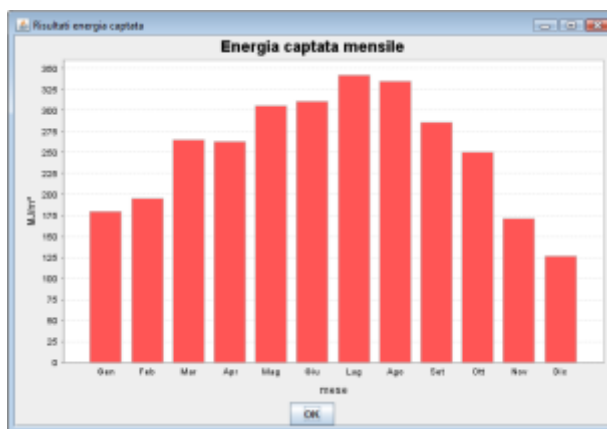 Risultati energia captata
Energia captata mensile
MJ/m²
350
325
300
275
250
225
200
175
150
125
100
75
50
25
0
Gen Feb Mar Apr Mag Giu Lug Ago Set Ott Nov Dic
mese
OK